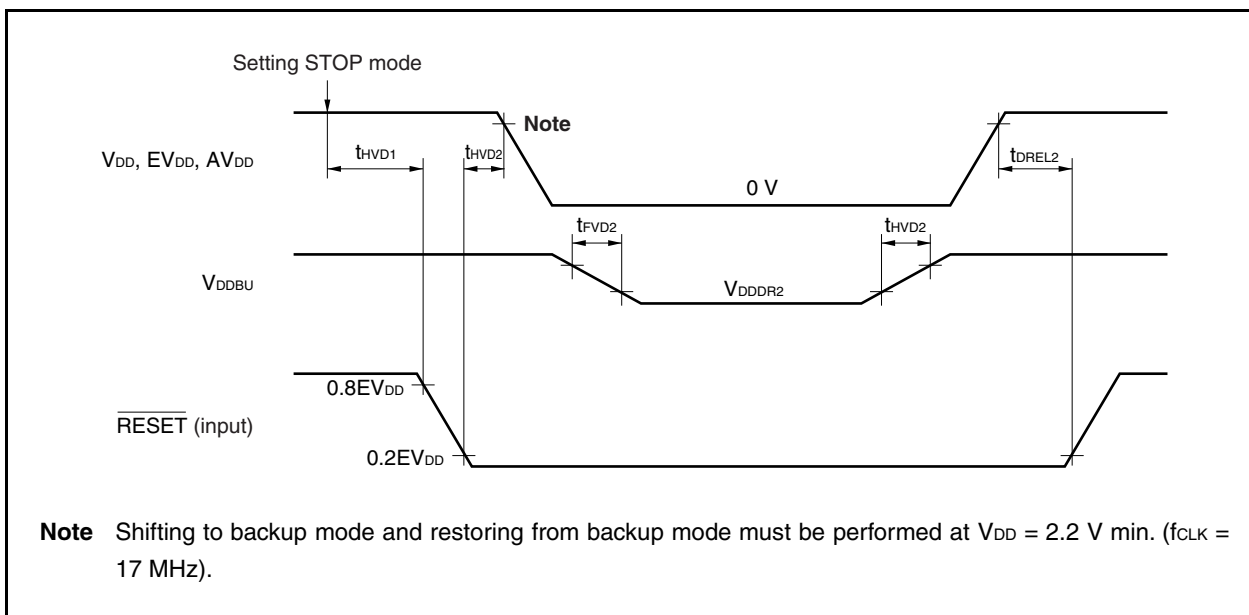 Setting STOP mode
Note
VDD, EVDD, AVDD
tHVD1
tHVD2
tDREL2
0 V
tFVD2
tHVD2
VDDBU
VDDDR2
0.8EVDD
RESET (input)
0.2EVDD
Note Shifting to backup mode and restoring from backup mode must be performed at VDD = 2.2 V min. (fCLK =
17 MHz).